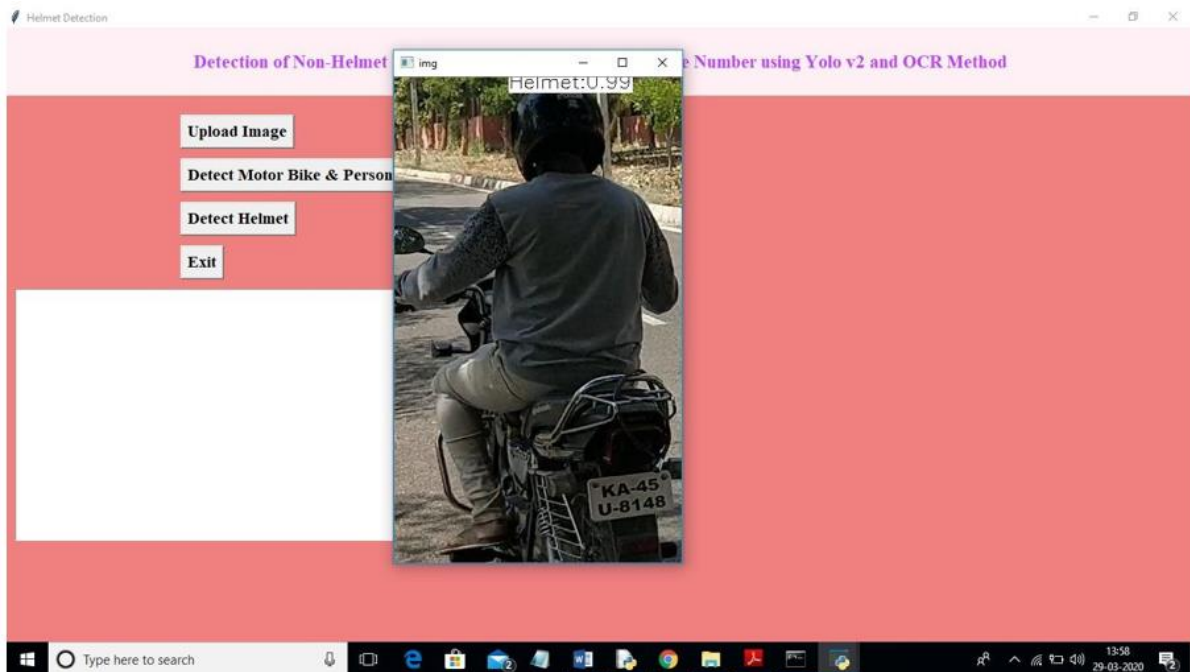 Helmet Detection
Detection of Non-Helmet
e Number using Yolo v2 and OCR Method
img
Helmet:0.99
Upload Image
Detect Motor Bike & Person
Detect Helmet
Exit
KA-45
U-8148
Type here to search
2
13:58
29-03-2020
2